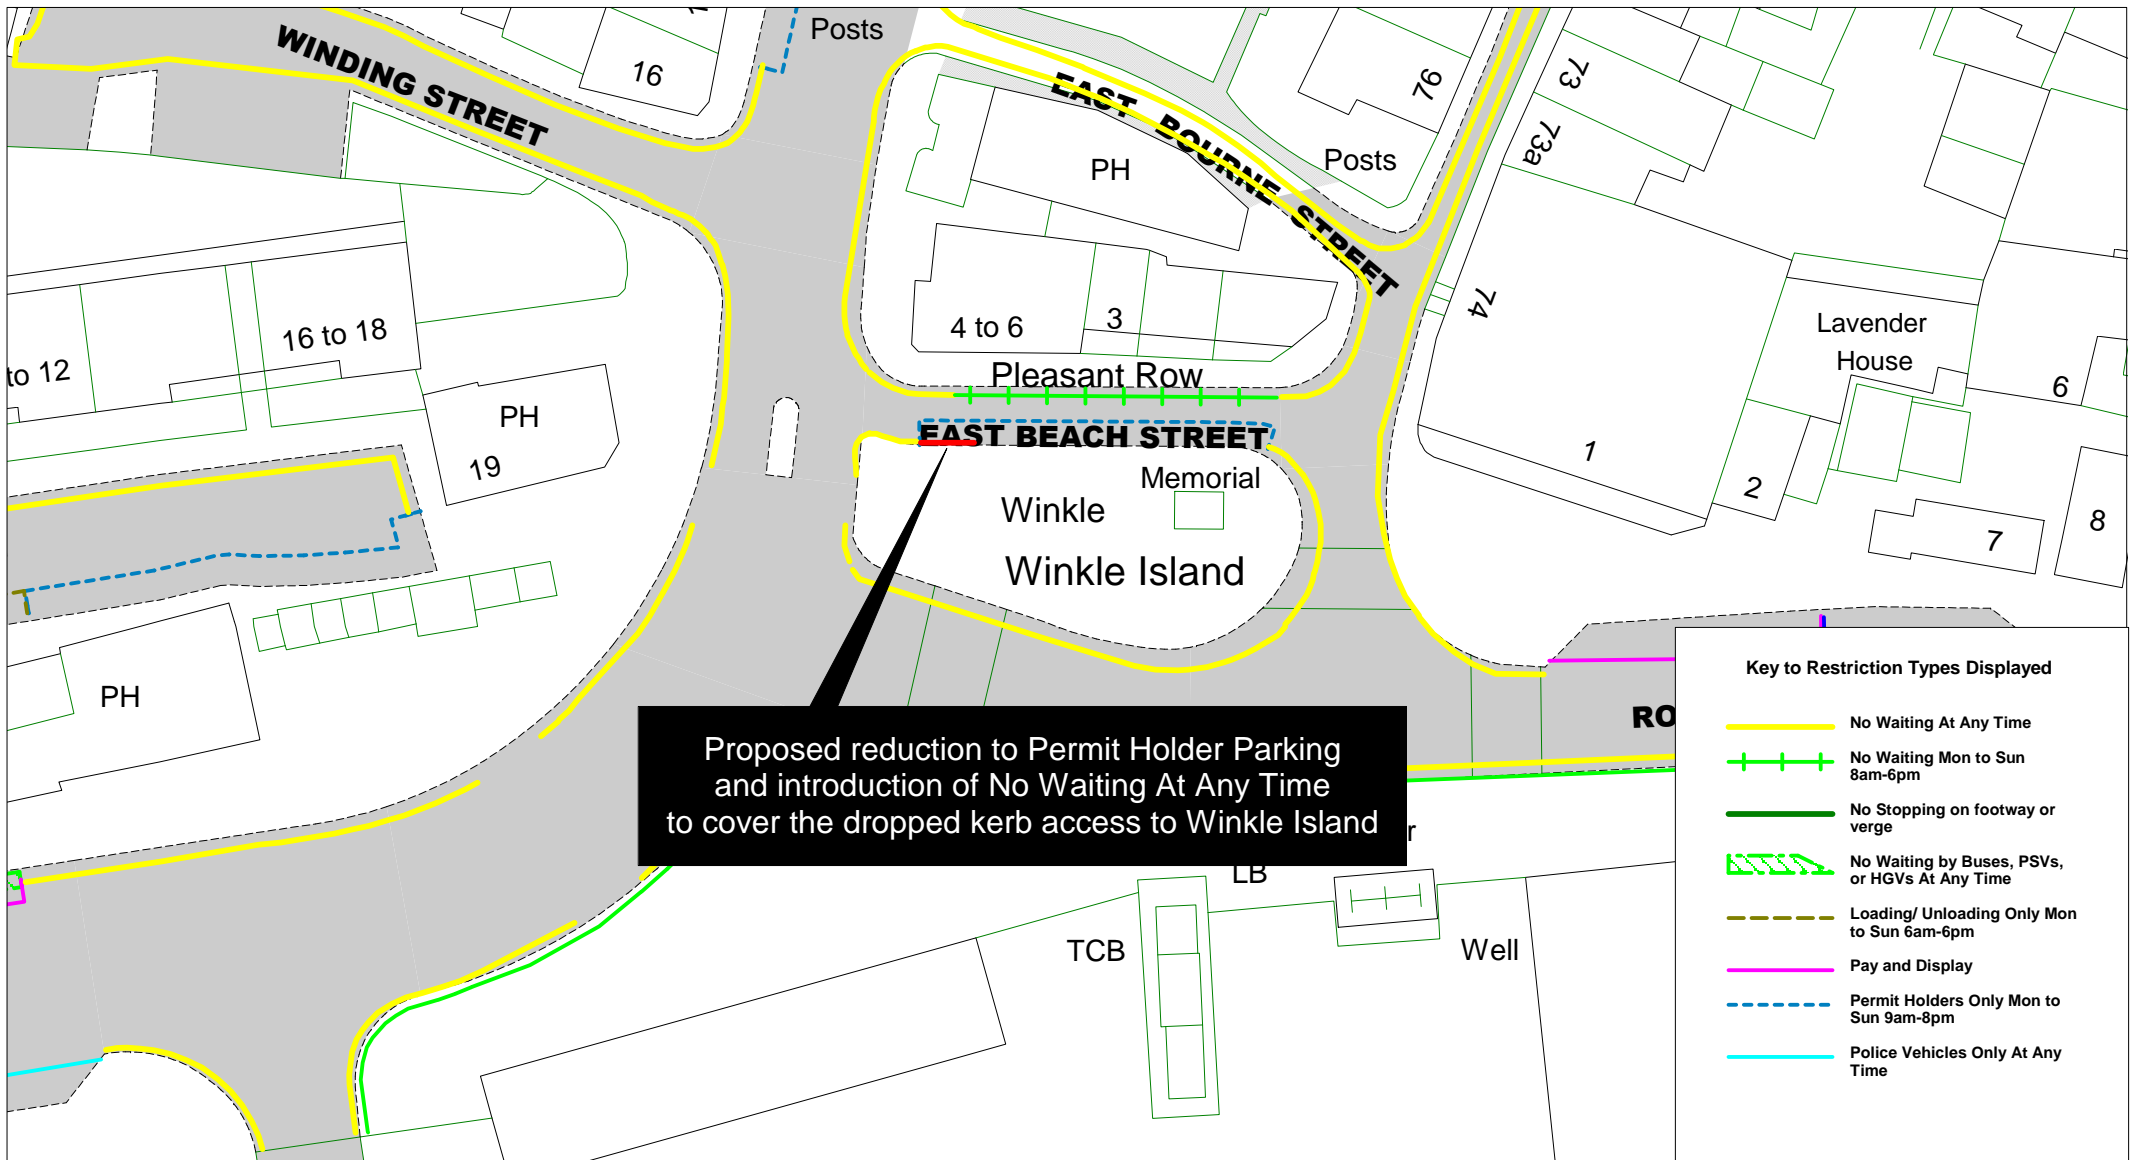 Posts
WINDING STREET
16
EAST BOURNE STREET
76
73
73a
Posts
PH
74
4 to 6
3
Lavender
House
16 to 18
to 12
Pleasant Row
PH
19
EAST BEACH STREET
6
1
2
Memorial
Winkle
Winkle Island
8
7
PH
RO
Proposed reduction to Permit Holder Parking
and introduction of No Waiting At Any Time
to cover the dropped kerb access to Winkle Island
r
LB
TCB
Well
Key to Restriction Types Displayed
No Waiting At Any Time
No Waiting Mon to Sun
8am-6pm
No Stopping on footway or
verge
No Waiting by Buses, PSVs,
or HGVs At Any Time
Loading/ Unloading Only Mon
to Sun 6am-6pm
Pay and Display
Permit Holders Only Mon to
Sun 9am-8pm
Police Vehicles Only At Any
Time